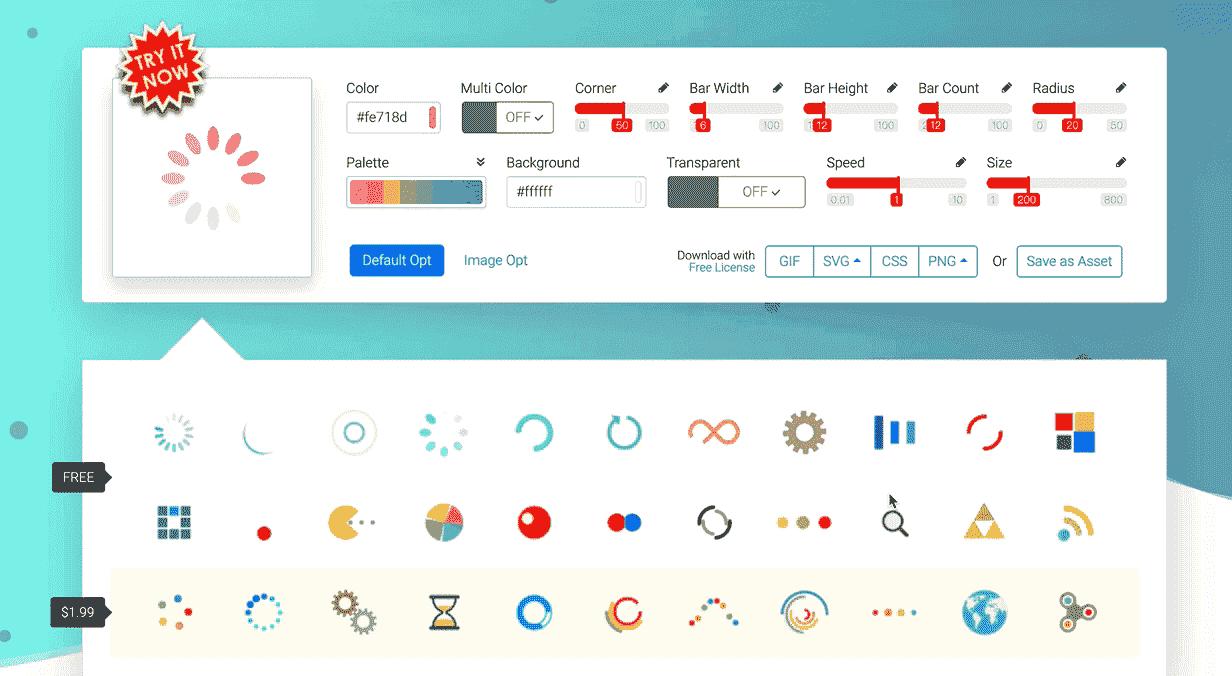 TRY IT
NOW
Color
Multi Color
Corner
Bar Width
Bar Height
Bar Count
Radius
#fe718d
OFF
0 50 100
6 100
12 100
12 100
0 20 50
Palette
Background
Transparent
Speed
Size
#ffffff
OFF
0.01 1 10
1 200 800
Default Opt
Image Opt
Download with
Free License
GIF
SVG
CSS
PNG
Or
Save as Asset
FREE
$1.99